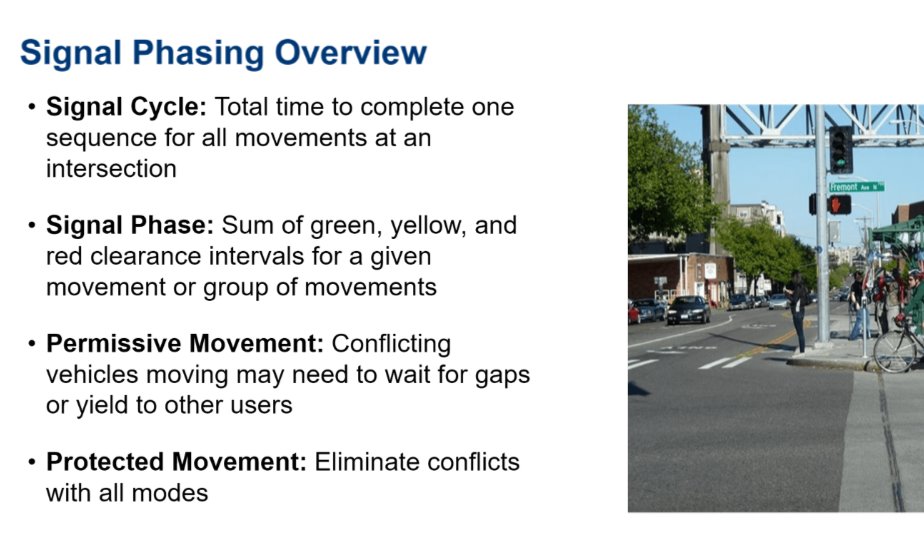 Signal Phasing Overview
• Signal Cycle: Total time to complete one
sequence for all movements at an
intersection
• Signal Phase: Sum of green, yellow, and
red clearance intervals for a given
movement or group of movements
• Permissive Movement: Conflicting
vehicles moving may need to wait for gaps
or yield to other users
• Protected Movement: Eliminate conflicts
with all modes
Fremont Ave N